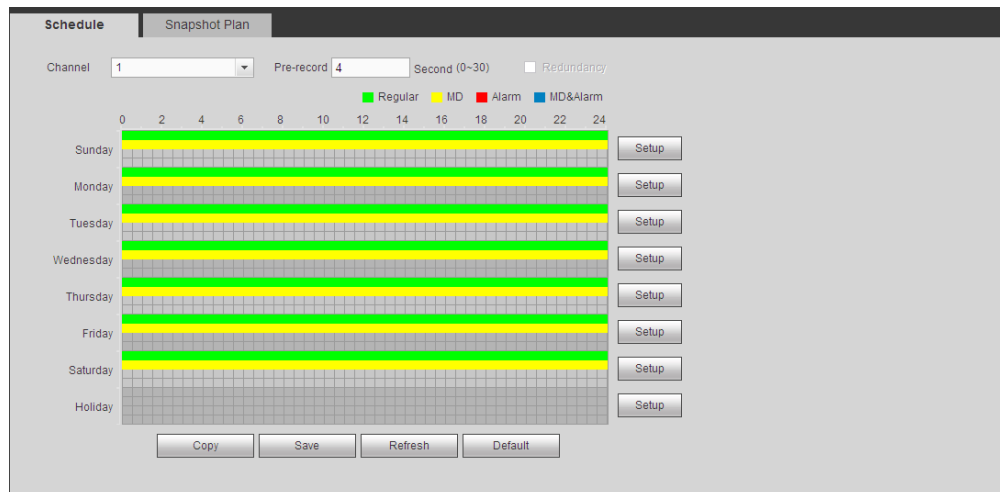 Schedule Snapshot Plan
Channel 1 Pre-record 4 Second (0~30) Redundancy
Regular MD Alarm MD&Alarm
0 2 4 6 8 10 12 14 16 18 20 22 24
Sunday Setup
Monday Setup
Tuesday Setup
Wednesday Setup
Thursday Setup
Friday Setup
Saturday Setup
Holiday Setup
Copy Save Refresh Default